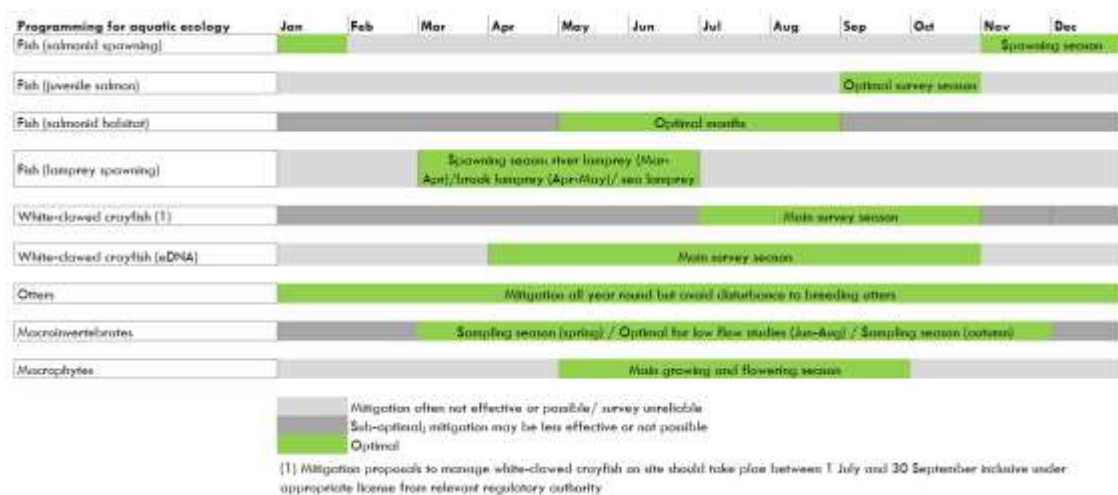 Programming for aquatic ecology Jan Feb Mar Apr May Jun Jul Aug Sep Oct Nov Dec
Fish (salmonid spawning) Spawning season
Fish (juvenile salmon) Optimal survey season
Fish (salmonid habitat) Optimal months
Spawning season river lamprey (Mar-
Fish (lamprey spawning)
Apr)/brook lamprey (Apr-May)/ sea lamprey
White-clawed crayfish (1) Main survey season
White-clawed crayfish (eDNA) Main survey season
Otters Mitigation all year round but avoid disturbance to breeding otters
Macroinvertebrates Sampling season (spring) / Optimal for low flow studies (Jun-Aug) / Sampling season (autumn)
Macrophytes Main growing and flowering season
Mitigation often not effective or possible/ survey unreliable
Sub-optimal; mitigation may be less effective or not possible
Optimal
(1) Mitigation proposals to manage white-clawed crayfish on site should take place between 1 July and 30 September inclusive under
appropriate license from relevant regulatory authority